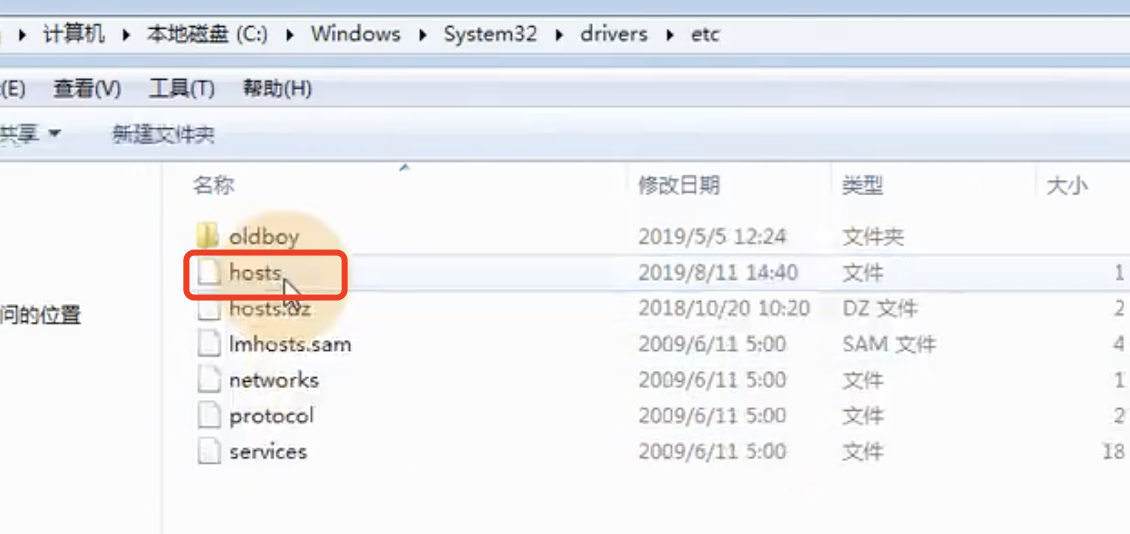 计算机 ▸ 本地磁盘 (C:) ▸ Windows ▸ System32 ▸ drivers ▸ etc
(E) 查看(V) 工具(T) 帮助(H)
共享 新建文件夹
名称 修改日期 类型 大小
oldboy 2019/5/5 12:24 文件夹
hosts 2019/8/11 14:40 文件 1
hosts.dz 2018/10/20 10:20 DZ 文件 2
问的位置
lmhosts.sam 2009/6/11 5:00 SAM 文件 4
networks 2009/6/11 5:00 文件 1
protocol 2009/6/11 5:00 文件 2
services 2009/6/11 5:00 文件 18